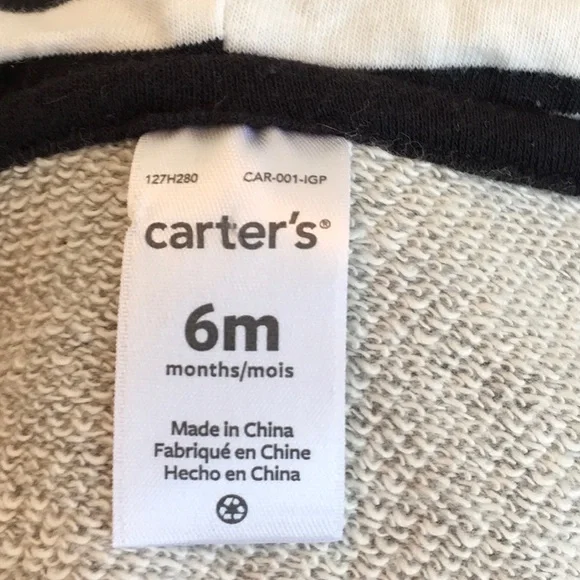 127H280 CAR-001-IGP
carter's®
6m
months/mois
Made in China
Fabriqué en Chine
Hecho en China